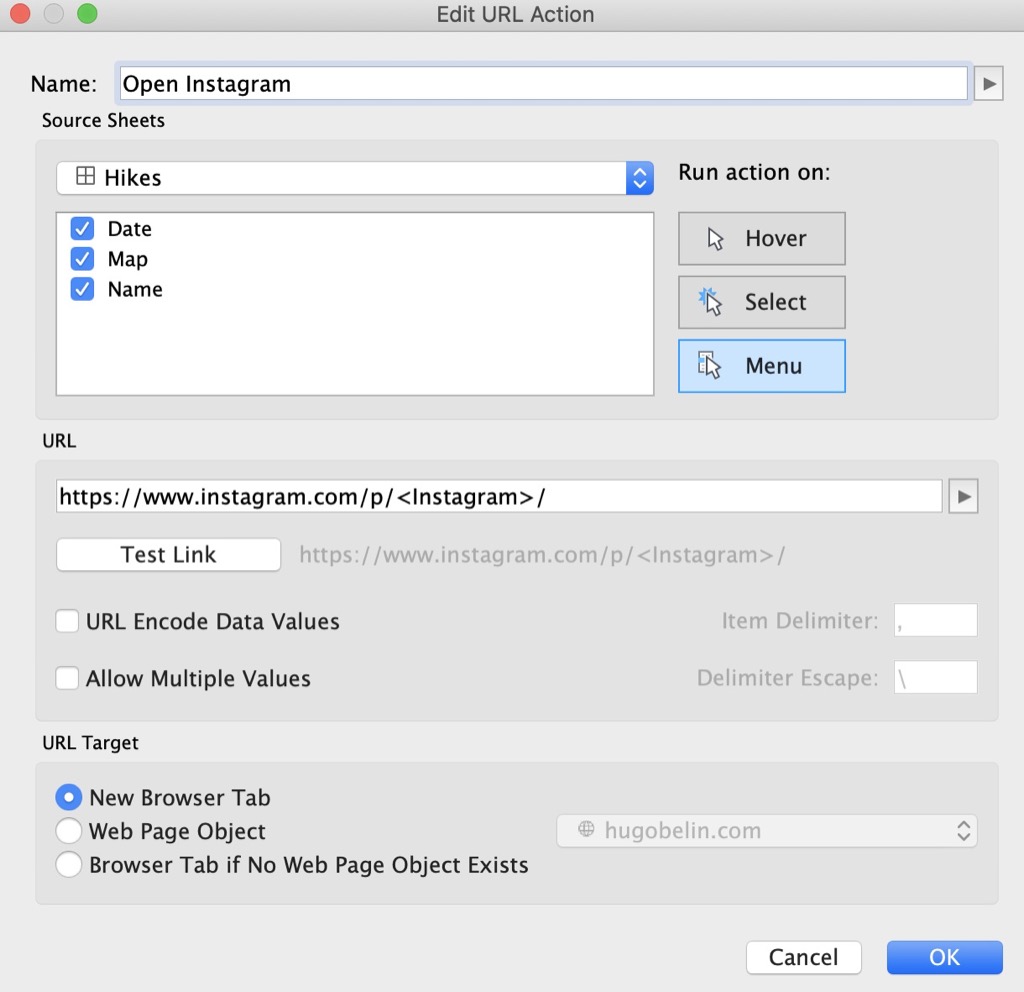 Edit URL Action
Name: Open Instagram
Source Sheets
Hikes
Run action on:
Date
Map
Name
Hover
Select
Menu
URL
https://www.instagram.com/p/<Instagram>/
Test Link https://www.instagram.com/p/<Instagram>/
URL Encode Data Values Item Delimiter: ,
Allow Multiple Values Delimiter Escape: \
URL Target
New Browser Tab
Web Page Object hugobelin.com
Browser Tab if No Web Page Object Exists
Cancel OK